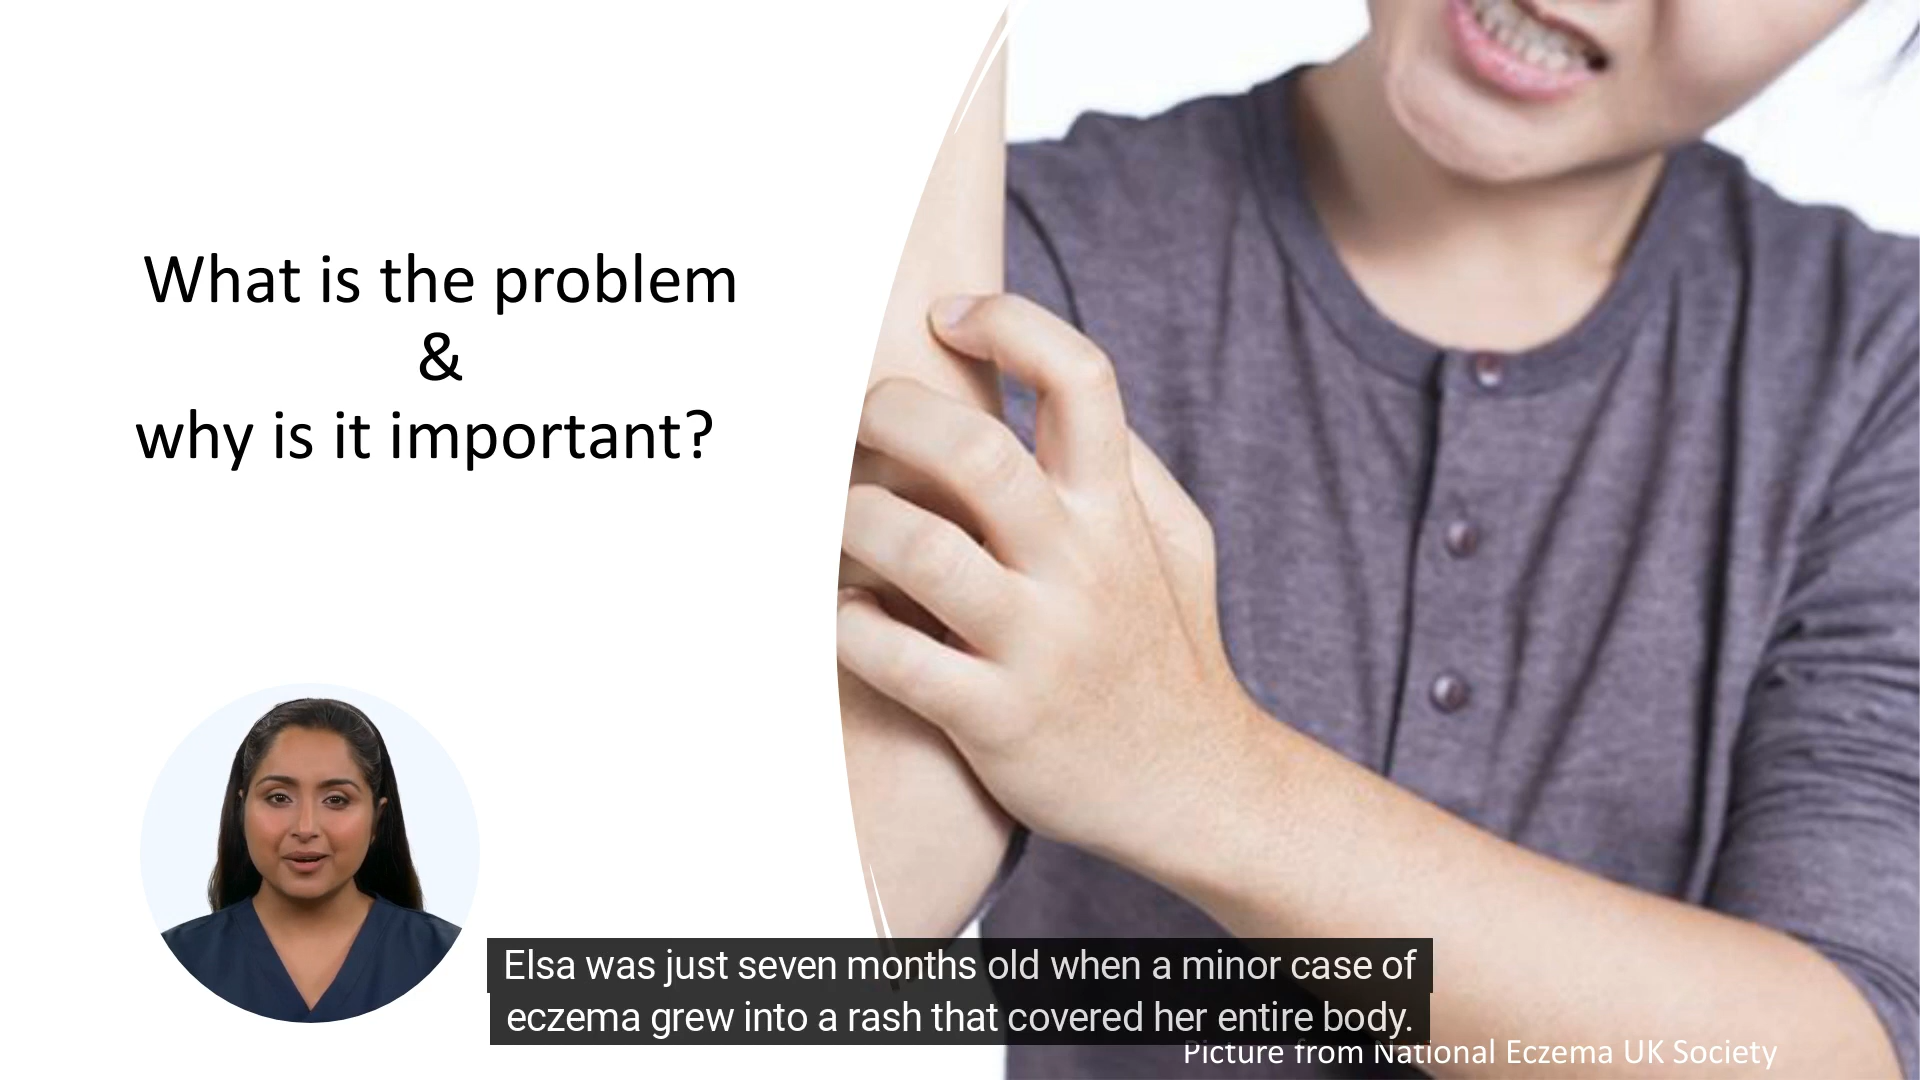 What is the problem
&
why is it important?
Elsa was just seven months old when a minor case of
eczema grew into a rash that covered her entire body.
Picture from National Eczema UK Society